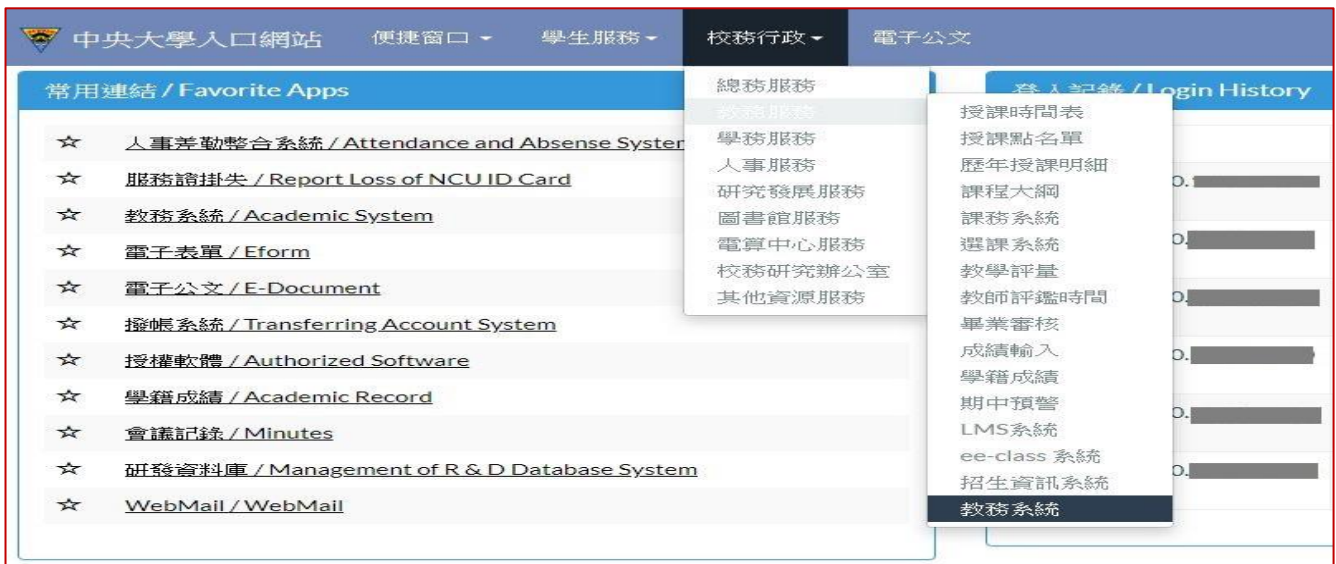 中央大學入口網站 便捷窗口 學生服務 校務行政 電子公文
常用連結 / Favorite Apps
人事差勤整合系統 / Attendance and Absense Syster
服務證掛失 / Report Loss of NCU ID Card
教務系統 / Academic System
電子表單 / Eform
電子公文 / E-Document
撥帳系統 / Transferring Account System
授權軟體 / Authorized Software
學籍成績 / Academic Record
會議記錄 / Minutes
研發資料庫 / Management of R & D Database System
WebMail / WebMail
總務服務
教務服務
學務服務
人事服務
研究發展服務
圖書館服務
電算中心服務
校務研究辦公室
其他資源服務
授課時間表
授課點名單
歷年授課明細
課程大綱
課務系統
選課系統
教學評量
教師評鑑時間
畢業審核
成績輸入
學籍成績
期中預警
LMS系統
ee-class 系統
招生資訊系統
教務系統
登入記錄 / Login History